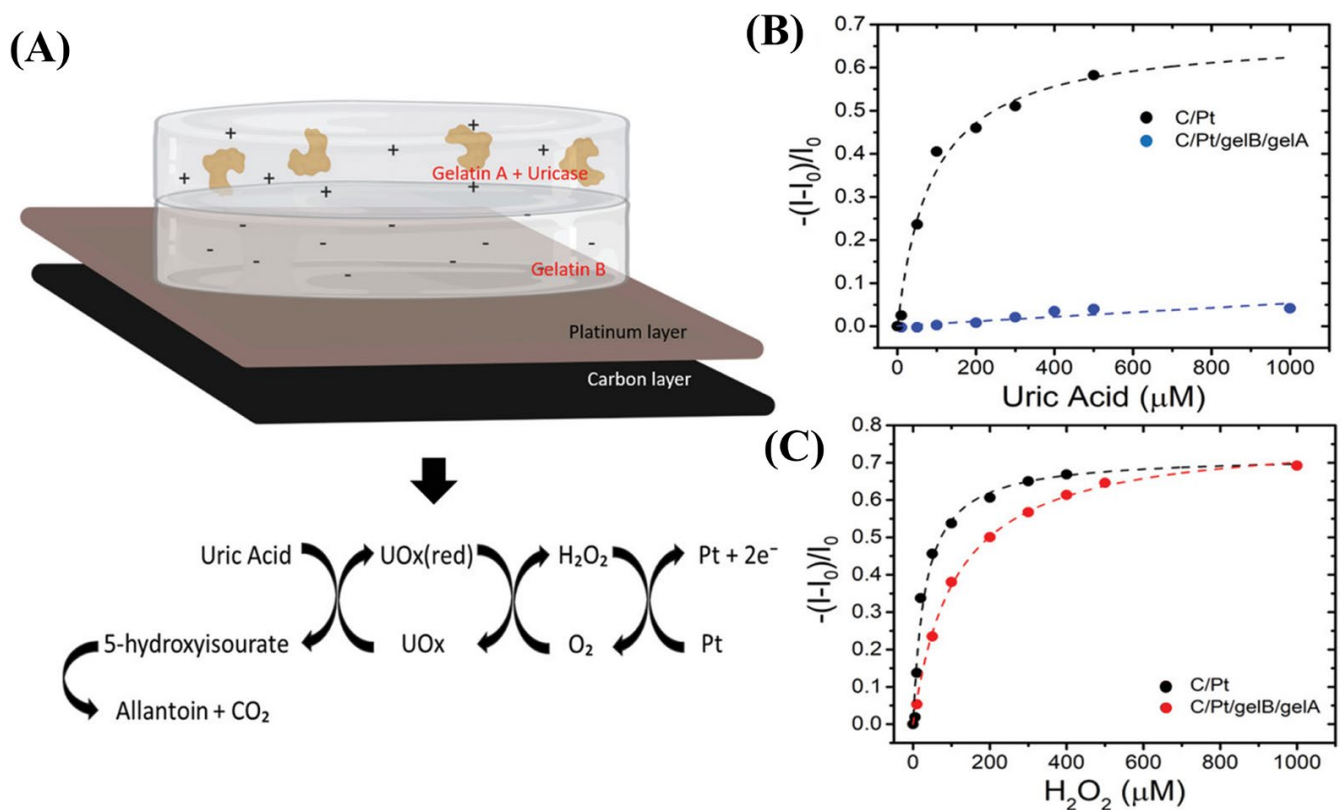 (A)
+ + + + + + + + +
Gelatin A + Uricase
- - - - - - - - - -
Gelatin B
Platinum layer
Carbon layer
Uric Acid UOx(red) H₂O₂ Pt + 2e⁻
5-hydroxyisourate UOx O₂ Pt
Allantoin + CO₂
(B)
-(I-I₀)/I₀
0.7
0.6
0.5
0.4
0.3
0.2
0.1
0.0
C/Pt
C/Pt/gelB/gelA
0 200 400 600 800 1000
Uric Acid (μM)
(C)
-(I-I₀)/I₀
0.8
0.7
0.6
0.5
0.4
0.3
0.2
0.1
0.0
C/Pt
C/Pt/gelB/gelA
0 200 400 600 800 1000
H₂O₂ (μM)